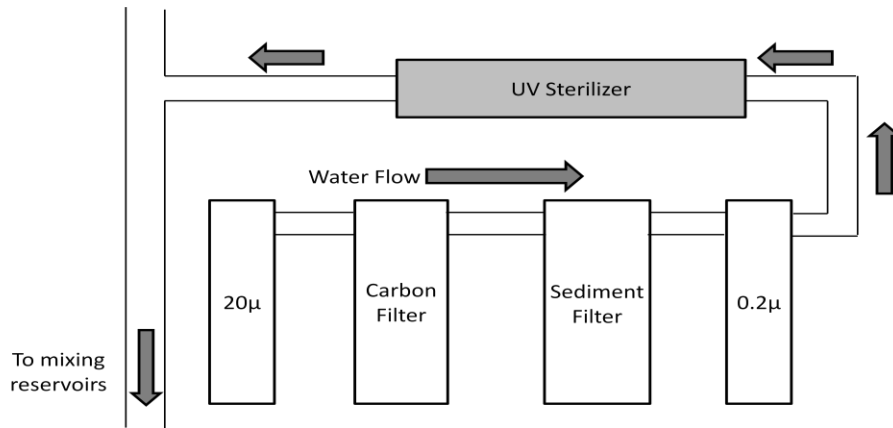 UV Sterilizer
Water Flow
20µ
Carbon
Filter
Sediment
Filter
0.2µ
To mixing
reservoirs